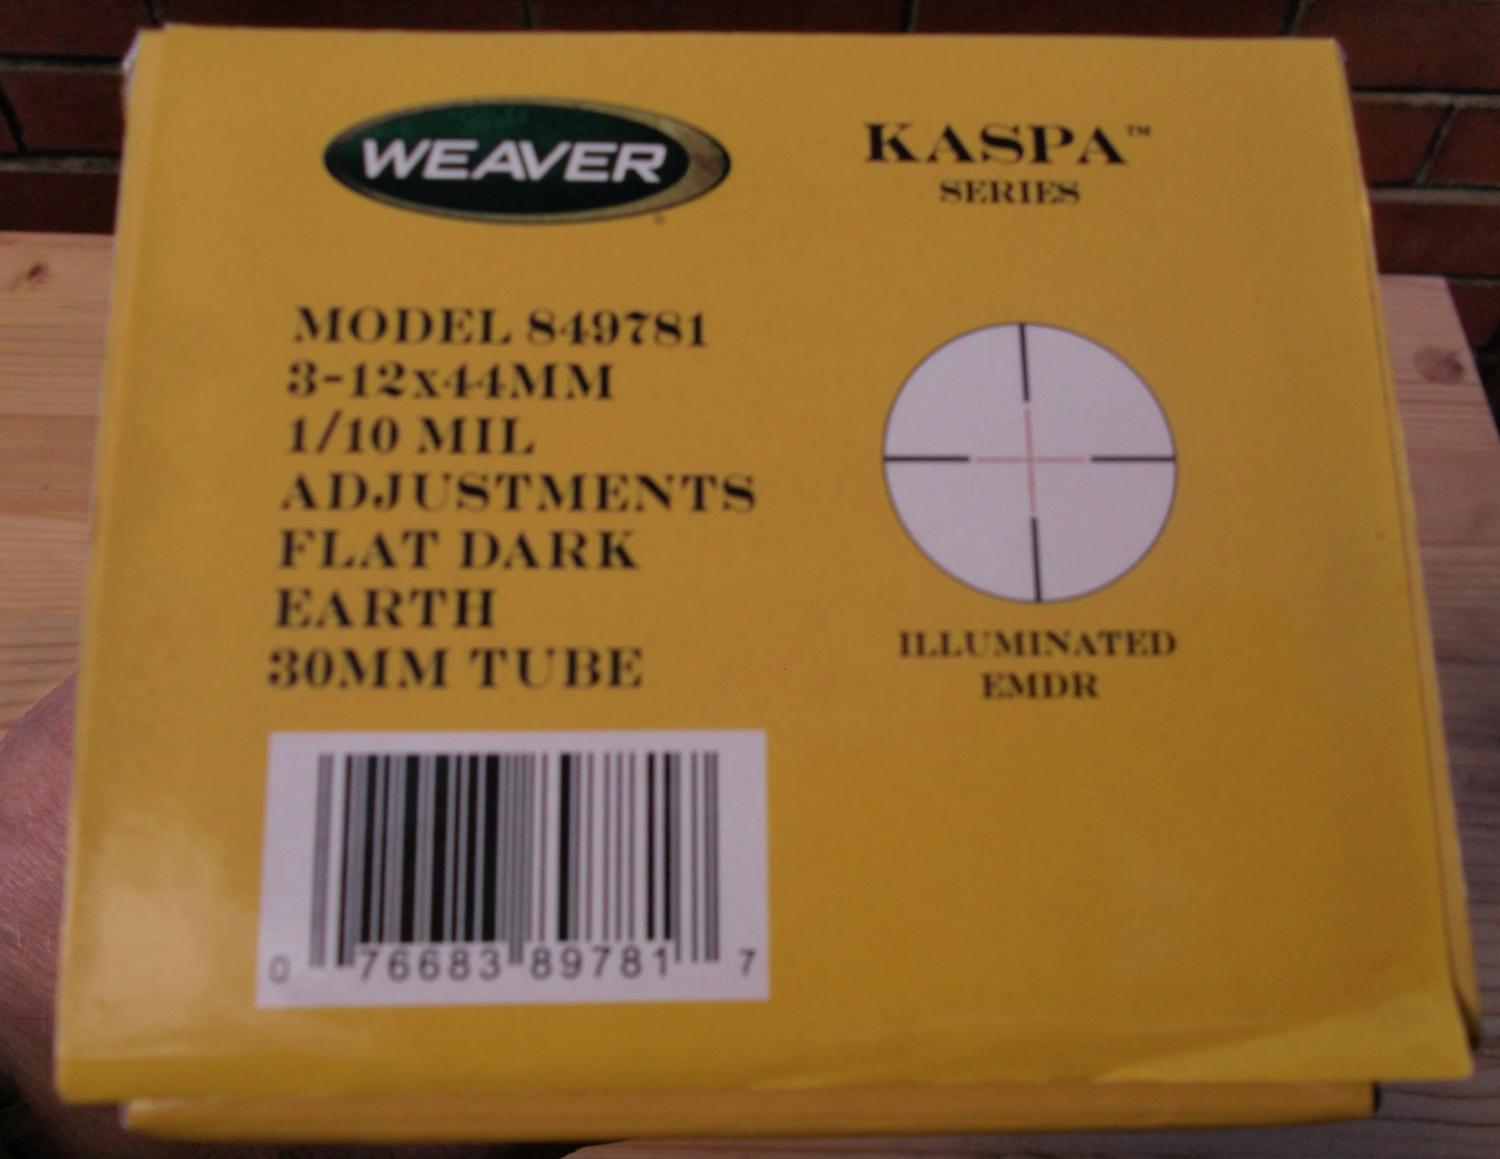 WEAVER
KASPA™
SERIES
MODEL 849781
3-12x44MM
1/10 MIL
ADJUSTMENTS
FLAT DARK
EARTH
30MM TUBE
ILLUMINATED
EMDR
0 76683 89781 7